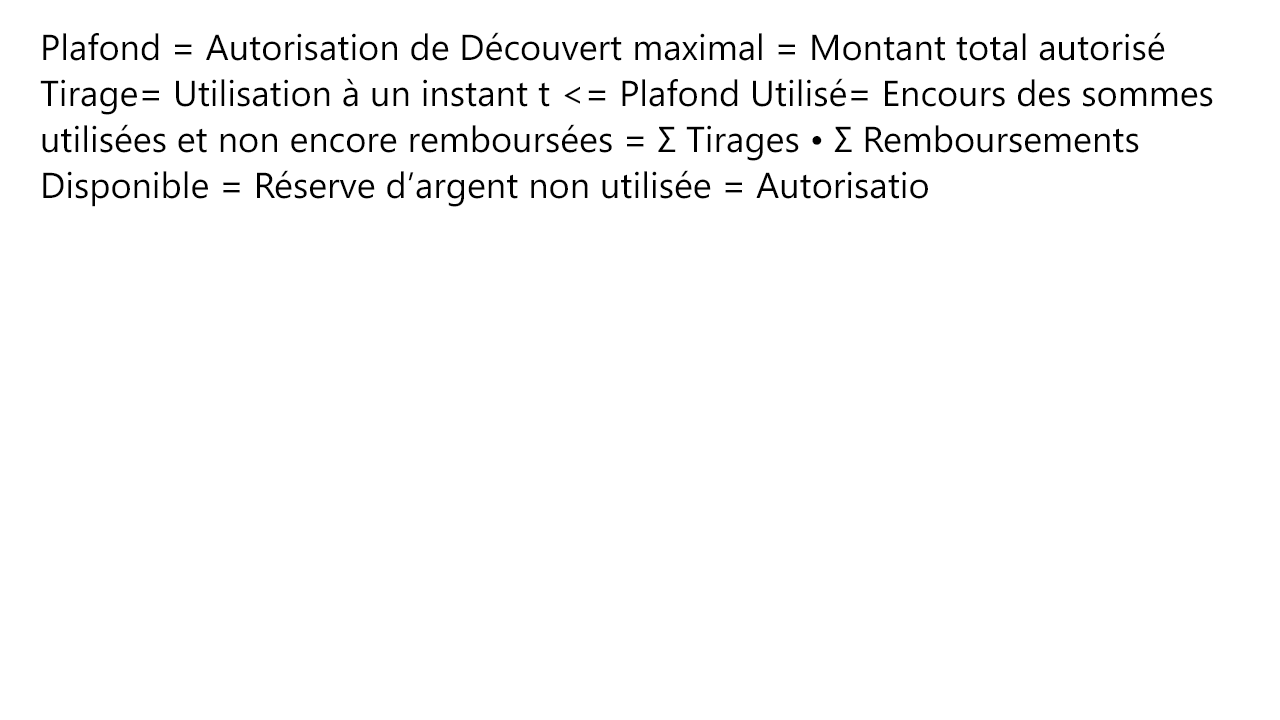 Plafond = Autorisation de Découvert maximal = Montant total autorisé
Tirage= Utilisation à un instant t <= Plafond Utilisé= Encours des sommes
utilisées et non encore remboursées = Σ Tirages • Σ Remboursements
Disponible = Réserve d’argent non utilisée = Autorisatio